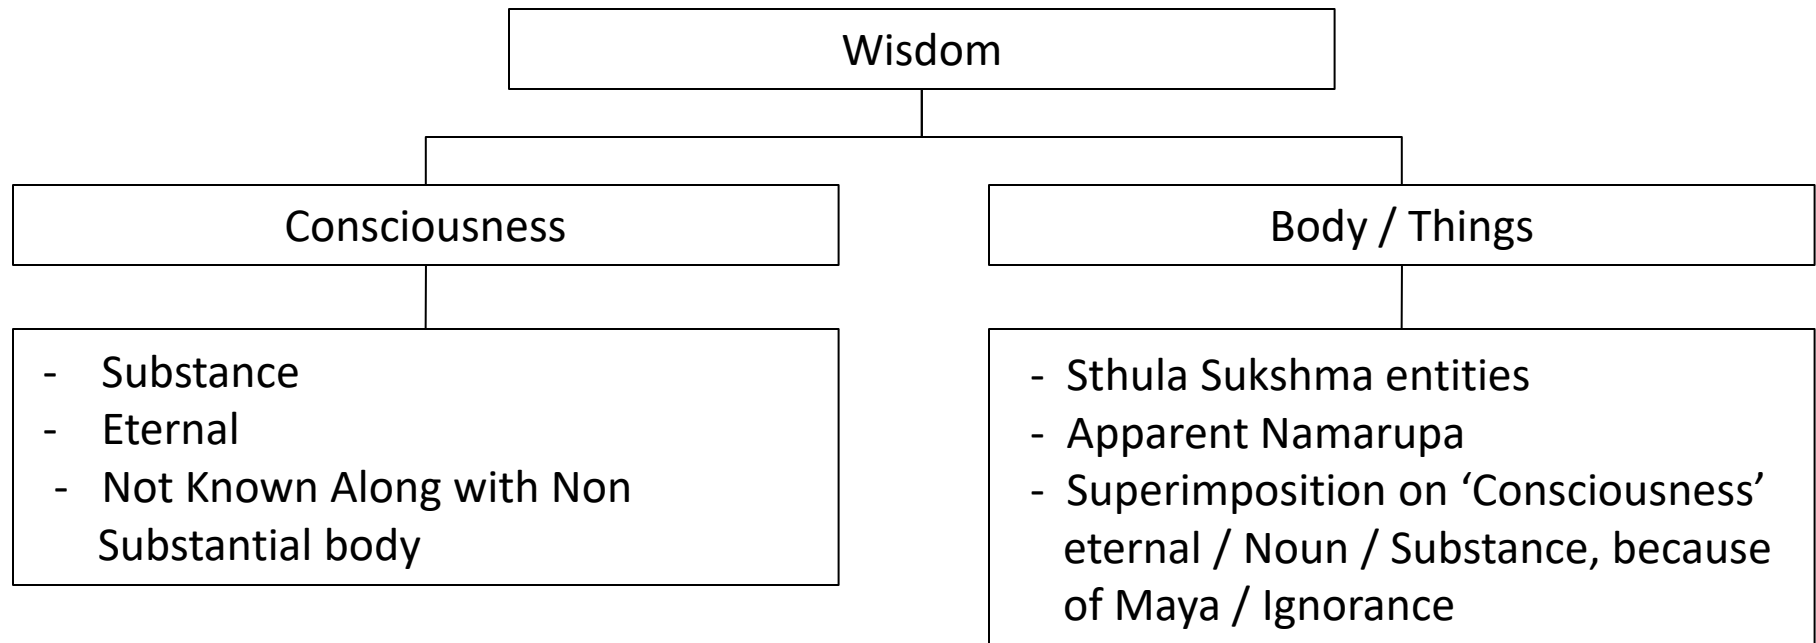 Wisdom
Consciousness
Body / Things
- Substance
- Eternal
- Not Known Along with Non
Substantial body
- Sthula Sukshma entities
- Apparent Namarupa
- Superimposition on ‘Consciousness’
eternal / Noun / Substance, because
of Maya / Ignorance